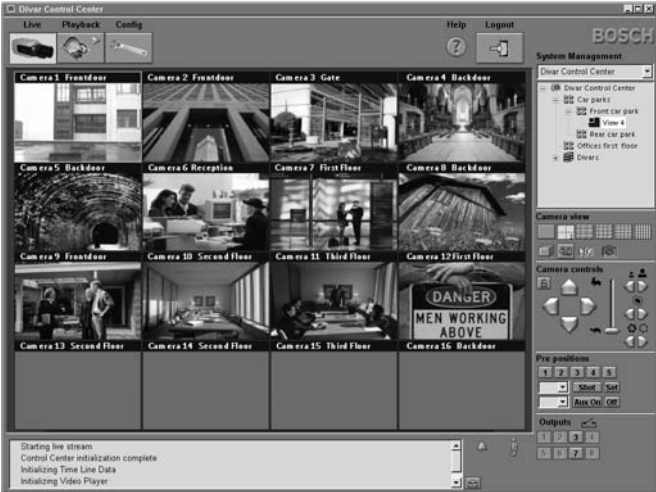 Divar Control Center
Live Playback Config Help Logout
BOSCH
System Management
Divar Control Center
Divar Control Center
Car parks
Front car park
View 4
Rear car park
Offices first floor
Divars
Camera 1 Frontdoor
Camera 2 Frontdoor
Camera 3 Gate
Camera 4 Backdoor
Camera 5 Backdoor
Camera 6 Reception
Camera 7 First Floor
Camera 8 Backdoor
Camera 9 Frontdoor
Camera 10 Second Floor
Camera 11 Third Floor
Camera 12 First Floor
DANGER
MEN WORKING
ABOVE
Camera 13 Second Floor
Camera 14 Second Floor
Camera 15 Third Floor
Camera 16 Backdoor
Camera view
Camera controls
Pre positions
1 2 3 4 5
Shot Set
Aux On Off
Outputs
1 2 3 4
5 6 7 8
Starting live stream
Control Center initialization complete
Initializing Time Line Data
Initializing Video Player